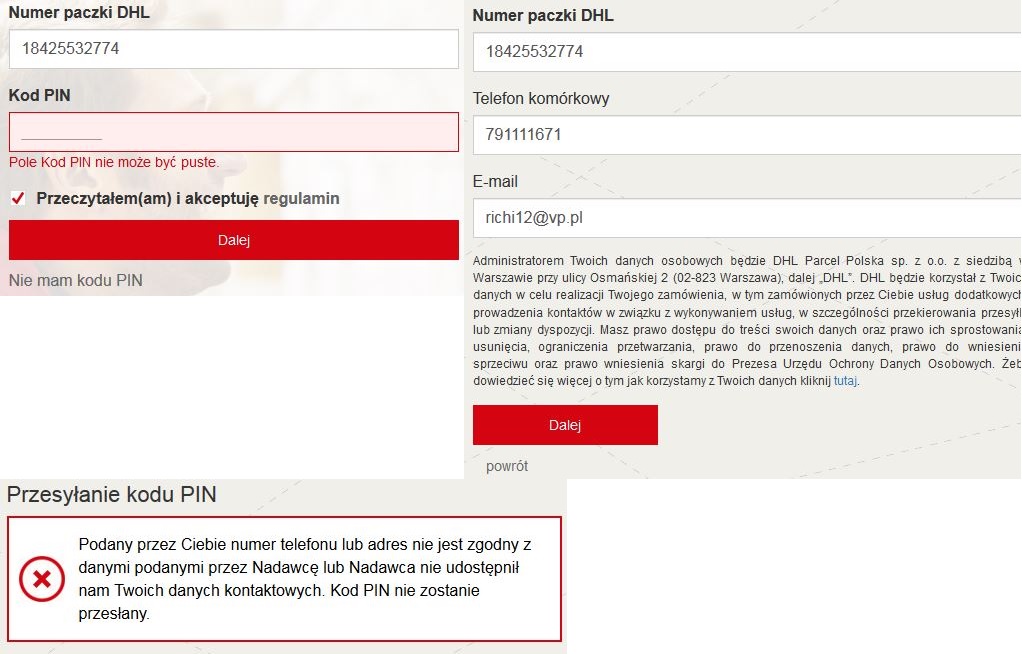 Numer paczki DHL
18425532774
Kod PIN
Pole Kod PIN nie może być puste.
Przeczytałem(am) i akceptuję regulamin
Dalej
Nie mam kodu PIN
Numer paczki DHL
18425532774
Telefon komórkowy
791111671
E-mail
richi12@vp.pl
Administratorem Twoich danych osobowych będzie DHL Parcel Polska sp. z o.o. z siedzibą w
Warszawie przy ulicy Osmańskiej 2 (02-823 Warszawa), dalej „DHL”. DHL będzie korzystał z Twoich
danych w celu realizacji Twojego zamówienia, w tym zamówionych przez Ciebie usług dodatkowych
prowadzenia kontaktów w związku z wykonywaniem usług, w szczególności przekierowania przesył
lub zmiany dyspozycji. Masz prawo dostępu do treści swoich danych oraz prawo ich sprostowania
usunięcia, ograniczenia przetwarzania, prawo do przenoszenia danych, prawo do wniesieni
sprzeciwu oraz prawo wniesienia skargi do Prezesa Urzędu Ochrony Danych Osobowych. Żeb
dowiedzieć się więcej o tym jak korzystamy z Twoich danych kliknij tutaj.
Dalej
powrót
Przesyłanie kodu PIN
Podany przez Ciebie numer telefonu lub adres nie jest zgodny z
danymi podanymi przez Nadawcę lub Nadawca nie udostępnił
nam Twoich danych kontaktowych. Kod PIN nie zostanie
przesłany.